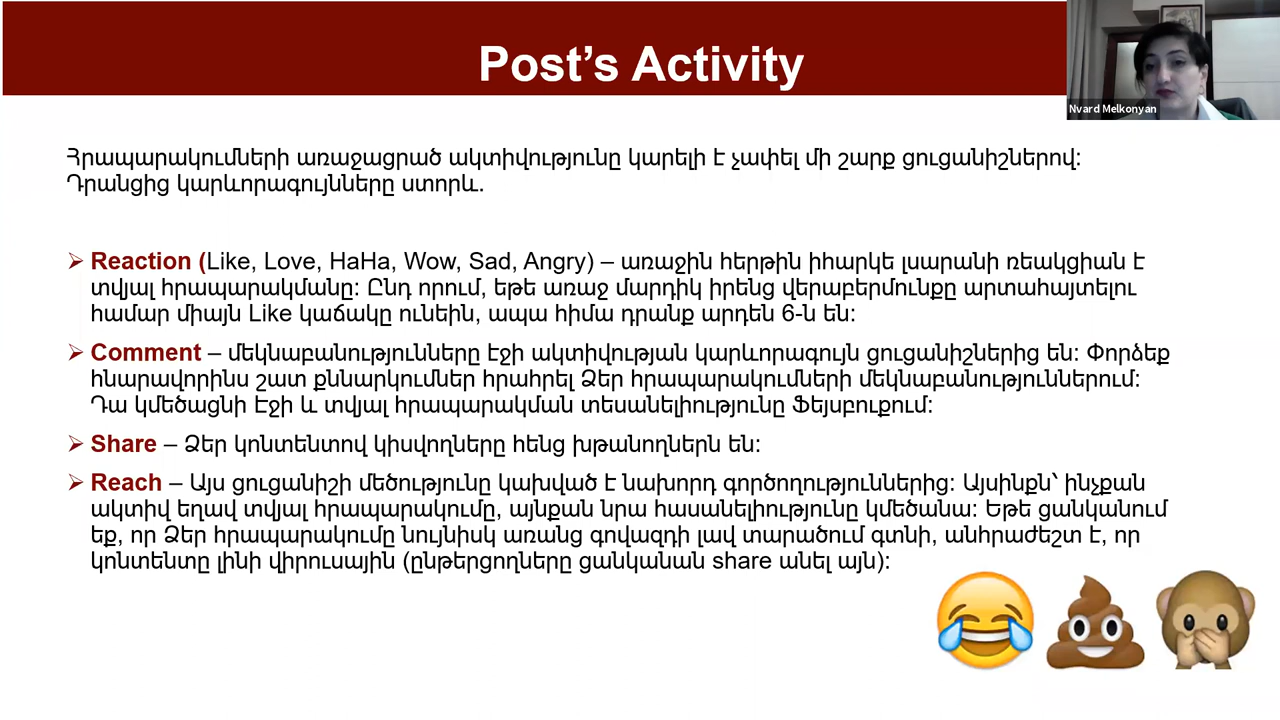 Post's Activity
Nvard Melkonyan
Հրապարակումների առաջացրած ակտիվությունը կարելի է չափել մի շարք ցուցանիշներով:
Դրանցից կարևորագույնները ստորև.
➢ Reaction (Like, Love, HaHa, Wow, Sad, Angry) – առաջին հերթին իհարկե լսարանի ռեակցիան է
տվյալ հրապարակմանը: Ընդ որում, եթե առաջ մարդիկ իրենց վերաբերմունքը արտահայտելու
համար միայն Like կաճակը ունեին, ապա հիմա դրանք արդեն 6-ն են:
➢ Comment – մեկնաբանությունները էջի ակտիվության կարևորագույն ցուցանիշներից են: Փորձեք
հնարավորինս շատ քննարկումներ հրահրել Ձեր հրապարակումների մեկնաբանություններում:
Դա կմեծացնի Էջի և տվյալ հրապարակման տեսանելիությունը Ֆեյսբուքում:
➢ Share – Ձեր կոնտենտով կիսվողները հենց խթանողներն են:
➢ Reach – Այս ցուցանիշի մեծությունը կախված է նախորդ գործողություններից: Այսինքն՝ ինչքան
ակտիվ եղավ տվյալ հրապարակումը, այնքան նրա հասանելիությունը կմեծանա: Եթե ցանկանում
եք, որ Ձեր հրապարակումը նույնիսկ առանց գովազդի լավ տարածում գտնի, անհրաժեշտ է, որ
կոնտենտը լինի վիրուսային (ընթերցողները ցանկանան share անել այն):